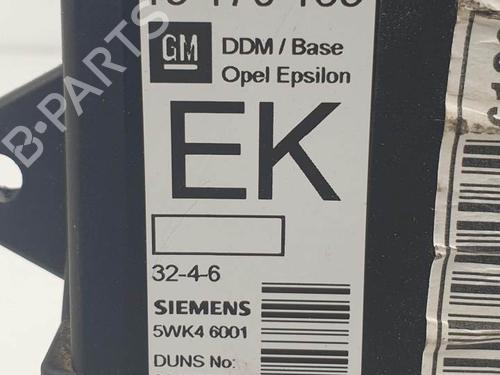 GM
DDM / Base
Opel Epsilon
EK
32-4-6
SIEMENS
5WK4 6001
DUNS No:
B-PARTS